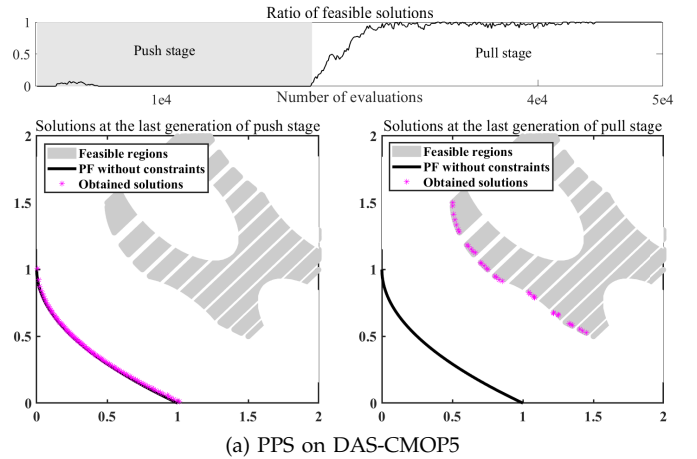 Ratio of feasible solutions
1
0.5
0
Push stage
Pull stage
1e4
Number of evaluations
4e4
5e4
Solutions at the last generation of push stage
2
1.5
1
0.5
0
Feasible regions
PF without constraints
Obtained solutions
0
0.5
1
1.5
2
Solutions at the last generation of pull stage
2
1.5
1
0.5
0
Feasible regions
PF without constraints
Obtained solutions
0
0.5
1
1.5
2
(a) PPS on DAS-CMOP5